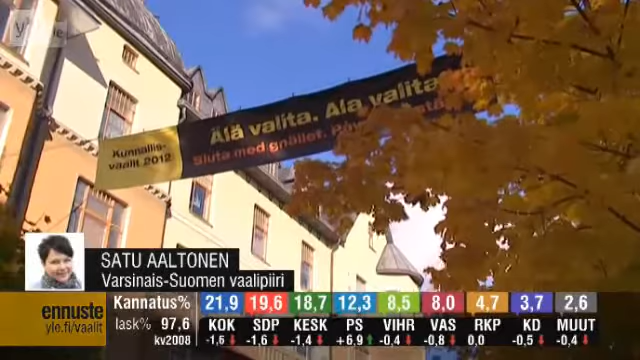 yle
Älä valita. Äla valita
Kunnallis-
vaalit 2012
Sluta med gnället.
SATU AALTONEN
Varsinais-Suomen vaalipiiri
ennuste
yle.fi/vaalit
Kannatus% 21,9 19,6 18,7 12,3 8,5 8,0 4,7 3,7 2,6
lask% 97,6 KOK SDP KESK PS VIHR VAS RKP KD MUUT
kv2008 -1,6 -1,6 -1,4 +6,9 -0,4 -0,8 0,0 -0,5 -0,4